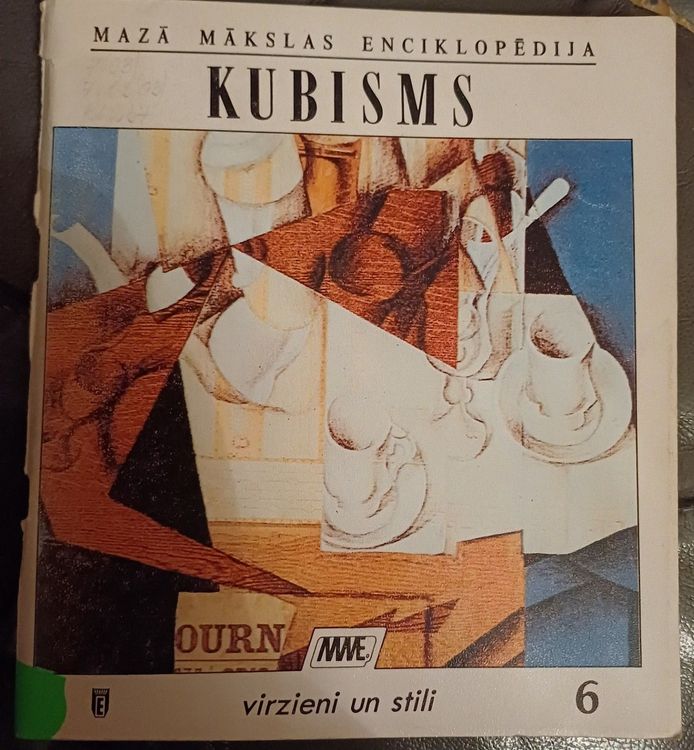 MAZĀ MĀKSLAS ENCIKLOPĒDIJA
KUBISMS
OURN
MME
E
virzieni un stili
6